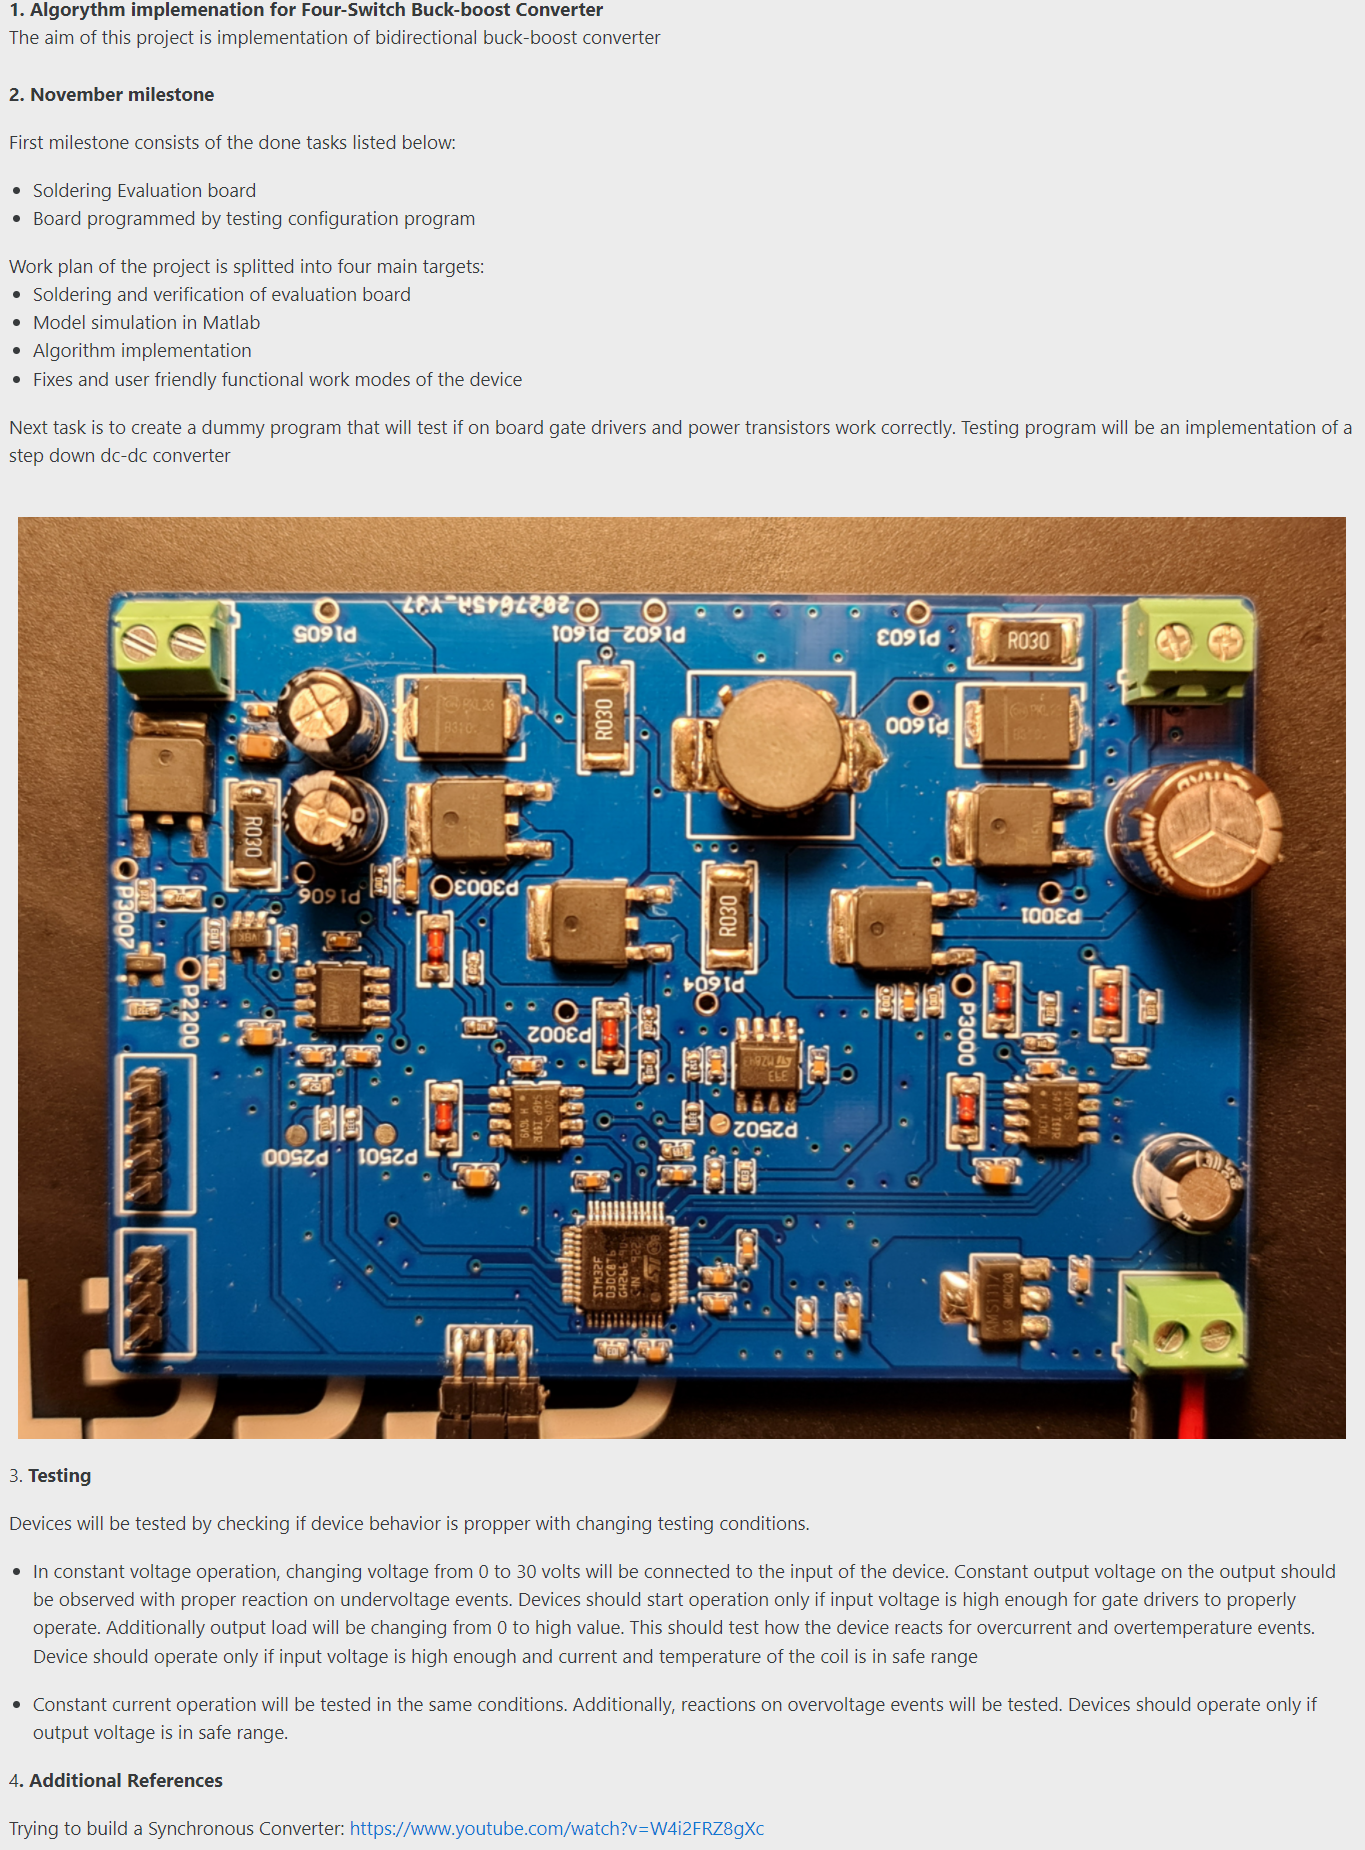 1. Algorythm implemenation for Four-Switch Buck-boost Converter
The aim of this project is implementation of bidirectional buck-boost converter
2. November milestone
First milestone consists of the done tasks listed below:
• Soldering Evaluation board
• Board programmed by testing configuration program
Work plan of the project is splitted into four main targets:
• Soldering and verification of evaluation board
• Model simulation in Matlab
• Algorithm implementation
• Fixes and user friendly functional work modes of the device
Next task is to create a dummy program that will test if on board gate drivers and power transistors work correctly. Testing program will be an implementation of a
step down dc-dc converter
2027845A_Y37
P1605
P1601
P1602
P1603
R030
R030
P1600
R030
P1606
P3003
R030
P3001
P3007
P1604
P2200
P3002
P3000
P2502
P2500
P2501
STM32F
030C8T6
GH266
3. Testing
Devices will be tested by checking if device behavior is propper with changing testing conditions.
• In constant voltage operation, changing voltage from 0 to 30 volts will be connected to the input of the device. Constant output voltage on the output should
be observed with proper reaction on undervoltage events. Devices should start operation only if input voltage is high enough for gate drivers to properly
operate. Additionally output load will be changing from 0 to high value. This should test how the device reacts for overcurrent and overtemperature events.
Device should operate only if input voltage is high enough and current and temperature of the coil is in safe range
• Constant current operation will be tested in the same conditions. Additionally, reactions on overvoltage events will be tested. Devices should operate only if
output voltage is in safe range.
4. Additional References
Trying to build a Synchronous Converter: https://www.youtube.com/watch?v=W4i2FRZ8gXc